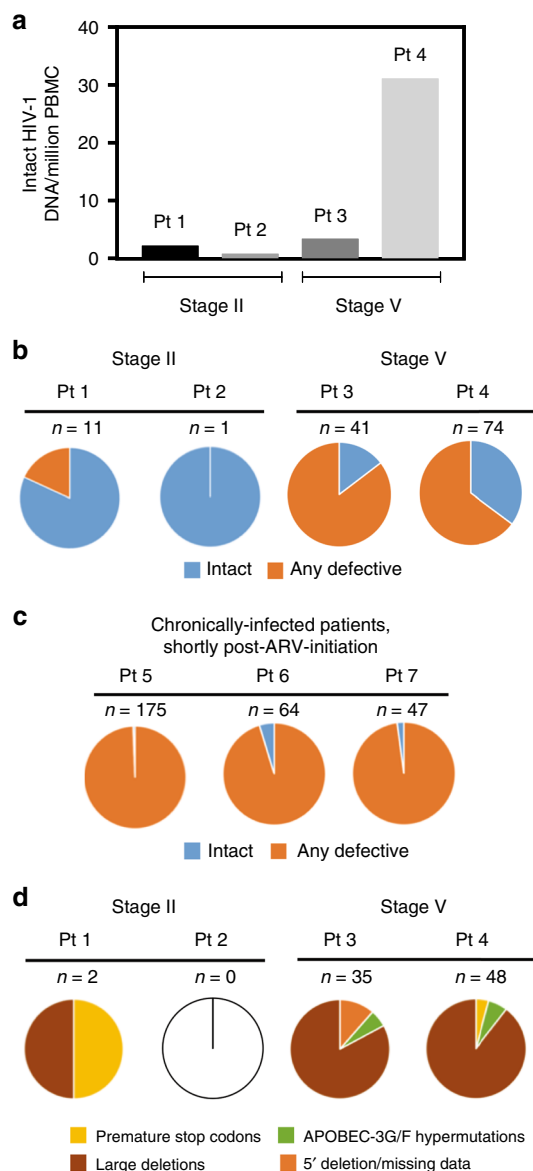 a
40
30
20
10
0
Intact HIV-1
DNA/million PBMC
Pt 1
Pt 2
Pt 3
Pt 4
Stage II
Stage V
b
Stage II
Stage V
Pt 1
Pt 2
Pt 3
Pt 4
n = 11
n = 1
n = 41
n = 74
Intact
Any defective
c
Chronically-infected patients,
shortly post-ARV-initiation
Pt 5
Pt 6
Pt 7
n = 175
n = 64
n = 47
Intact
Any defective
d
Stage II
Stage V
Pt 1
Pt 2
Pt 3
Pt 4
n = 2
n = 0
n = 35
n = 48
Premature stop codons
APOBEC-3G/F hypermutations
Large deletions
5′ deletion/missing data